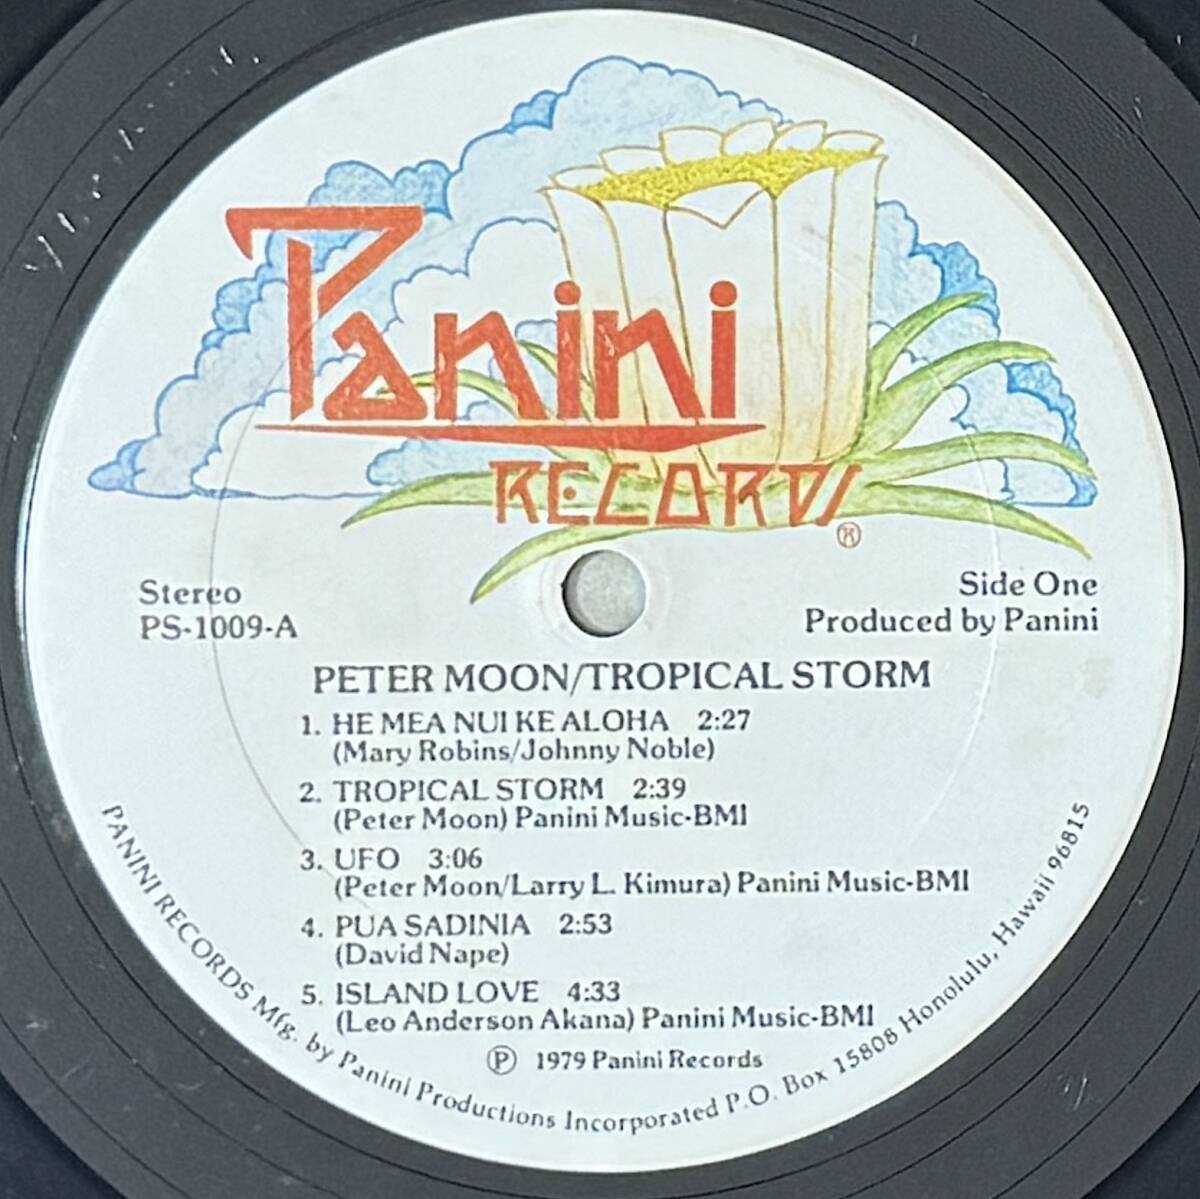 Panini
RECORDS
®
Stereo
PS-1009-A
Side One
Produced by Panini
PETER MOON/TROPICAL STORM
1. HE MEA NUI KE ALOHA 2:27
(Mary Robins/Johnny Noble)
2. TROPICAL STORM 2:39
(Peter Moon) Panini Music-BMI
3. UFO 3:06
(Peter Moon/Larry L. Kimura) Panini Music-BMI
4. PUA SADINIA 2:53
(David Nape)
5. ISLAND LOVE 4:33
(Leo Anderson Akana) Panini Music-BMI
℗ 1979 Panini Records
PANINI RECORDS Mfg. by Panini Productions Incorporated P.O. Box 15808 Honolulu, Hawaii 96815